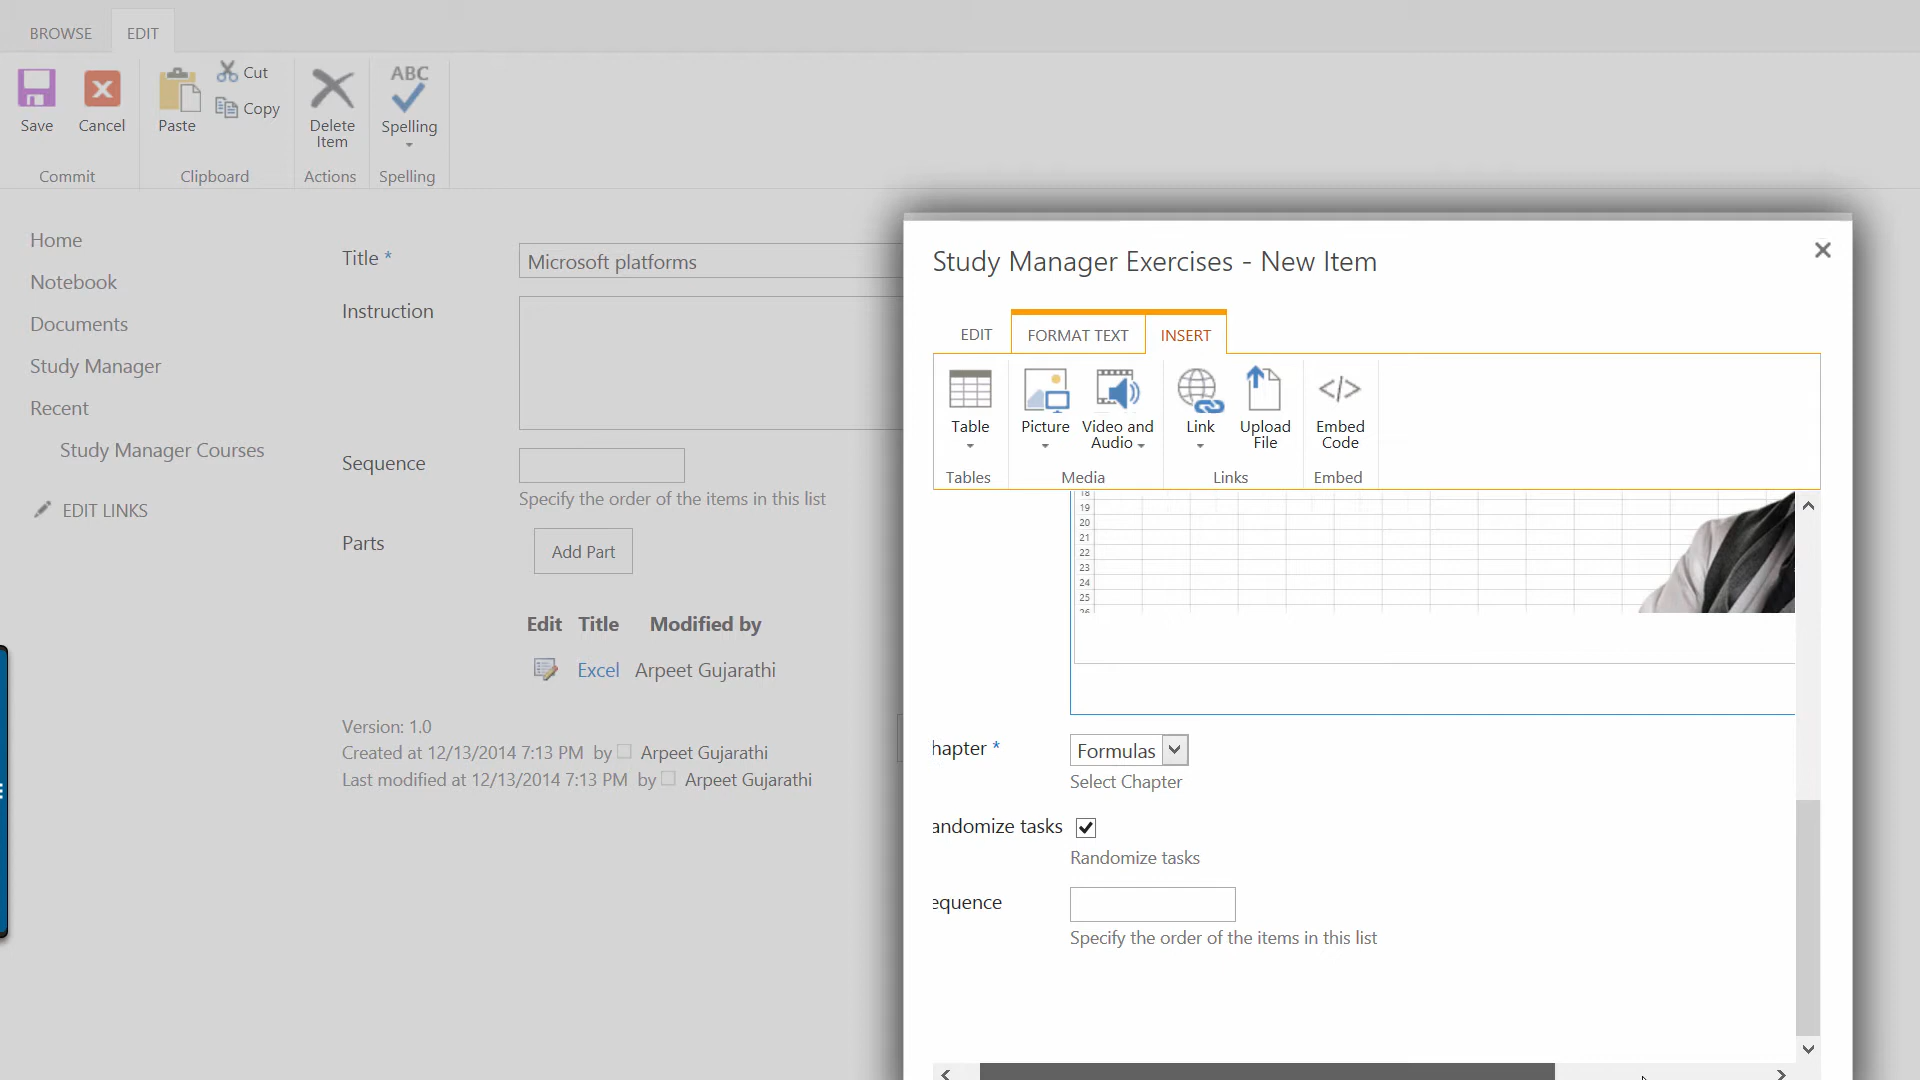 BROWSE
EDIT
Save
Cancel
Paste
Cut
Copy
Delete
Item
ABC
Spelling
Commit
Clipboard
Actions
Spelling
Home
Notebook
Documents
Study Manager
Recent
Study Manager Courses
EDIT LINKS
Title *
Microsoft platforms
Instruction
Sequence
Specify the order of the items in this list
Parts
Add Part
Edit Title Modified by
Excel Arpeet Gujarathi
Version: 1.0
Created at 12/13/2014 7:13 PM by Arpeet Gujarathi
Last modified at 12/13/2014 7:13 PM by Arpeet Gujarathi
Study Manager Exercises - New Item
EDIT
FORMAT TEXT
INSERT
Table
Picture
Video and
Audio
Link
Upload
File
Embed
Code
Tables
Media
Links
Embed
18
19
20
21
22
23
24
25
26
hapter *
Formulas
Select Chapter
andomize tasks
Randomize tasks
equence
Specify the order of the items in this list